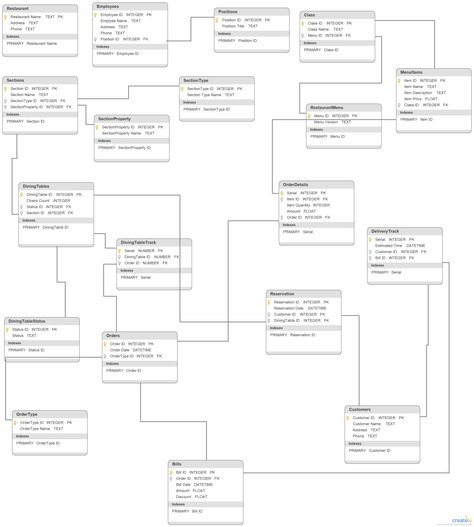 Restaurant
Restaurant Name TEXT PK
Address TEXT
Phone TEXT
Indexes
PRIMARY Restaurant Name
Employees
Employee ID INTEGER PK
Employee Name TEXT
Address TEXT
Phone TEXT
Position ID INTEGER FK
Indexes
PRIMARY Employee ID
Positions
Position ID INTEGER PK
Position Title TEXT
Indexes
PRIMARY Position ID
Class
Class ID INTEGER PK
Class Name TEXT
Menu ID INTEGER FK
Indexes
PRIMARY Class ID
MenuItems
Item ID INTEGER PK
Item Name TEXT
Item Description TEXT
Item Price FLOAT
Class ID INTEGER FK
Indexes
PRIMARY Item ID
Sections
Section ID INTEGER PK
Section Name TEXT
SectionType ID INTEGER FK
SectionProperty ID INTEGER FK
Indexes
PRIMARY Section ID
SectionType
SectionType ID INTEGER PK
Section Type Name TEXT
Indexes
PRIMARY SectionType ID
SectionProperty
SectionProperty ID INTEGER PK
SectionProperty Name TEXT
Indexes
PRIMARY SectionProperty ID
RestaurantMenu
Menu ID INTEGER PK
Menu Version TEXT
Indexes
PRIMARY Menu ID
DiningTables
DiningTable ID INTEGER PK
Chairs Count INTEGER
Status ID INTEGER FK
Section ID INTEGER FK
Indexes
PRIMARY DiningTable ID
OrderDetails
Serial INTEGER PK
Item ID INTEGER FK
Item Quantity INTEGER
Amount FLOAT
Order ID INTEGER FK
Indexes
PRIMARY Serial
DiningTableTrack
Serial NUMBER PK
DiningTable ID NUMBER FK
Order ID NUMBER FK
Indexes
PRIMARY Serial
DeliveryTrack
Serial INTEGER PK
Estimated Time DATETIME
Customer ID INTEGER FK
Bill ID INTEGER FK
Indexes
PRIMARY Serial
Reservation
Reservation ID INTEGER PK
Reservation Date DATETIME
Customer ID INTEGER FK
DiningTable ID INTEGER FK
Indexes
PRIMARY Reservation ID
DiningTableStatus
Status ID INTEGER PK
Status TEXT
Indexes
PRIMARY Status ID
Orders
Order ID INTEGER PK
Order Date DATETIME
OrderType ID INTEGER FK
Indexes
PRIMARY Order ID
OrderType
OrderType ID INTEGER PK
OrderType Name TEXT
Indexes
PRIMARY OrderType ID
Customers
Customer ID INTEGER PK
Customer Name TEXT
Address TEXT
Phone TEXT
Indexes
PRIMARY Customer ID
Bills
Bill ID INTEGER PK
Order ID INTEGER FK
Bill Date DATETIME
Amount FLOAT
Discount FLOAT
Indexes
PRIMARY Bill ID
creately